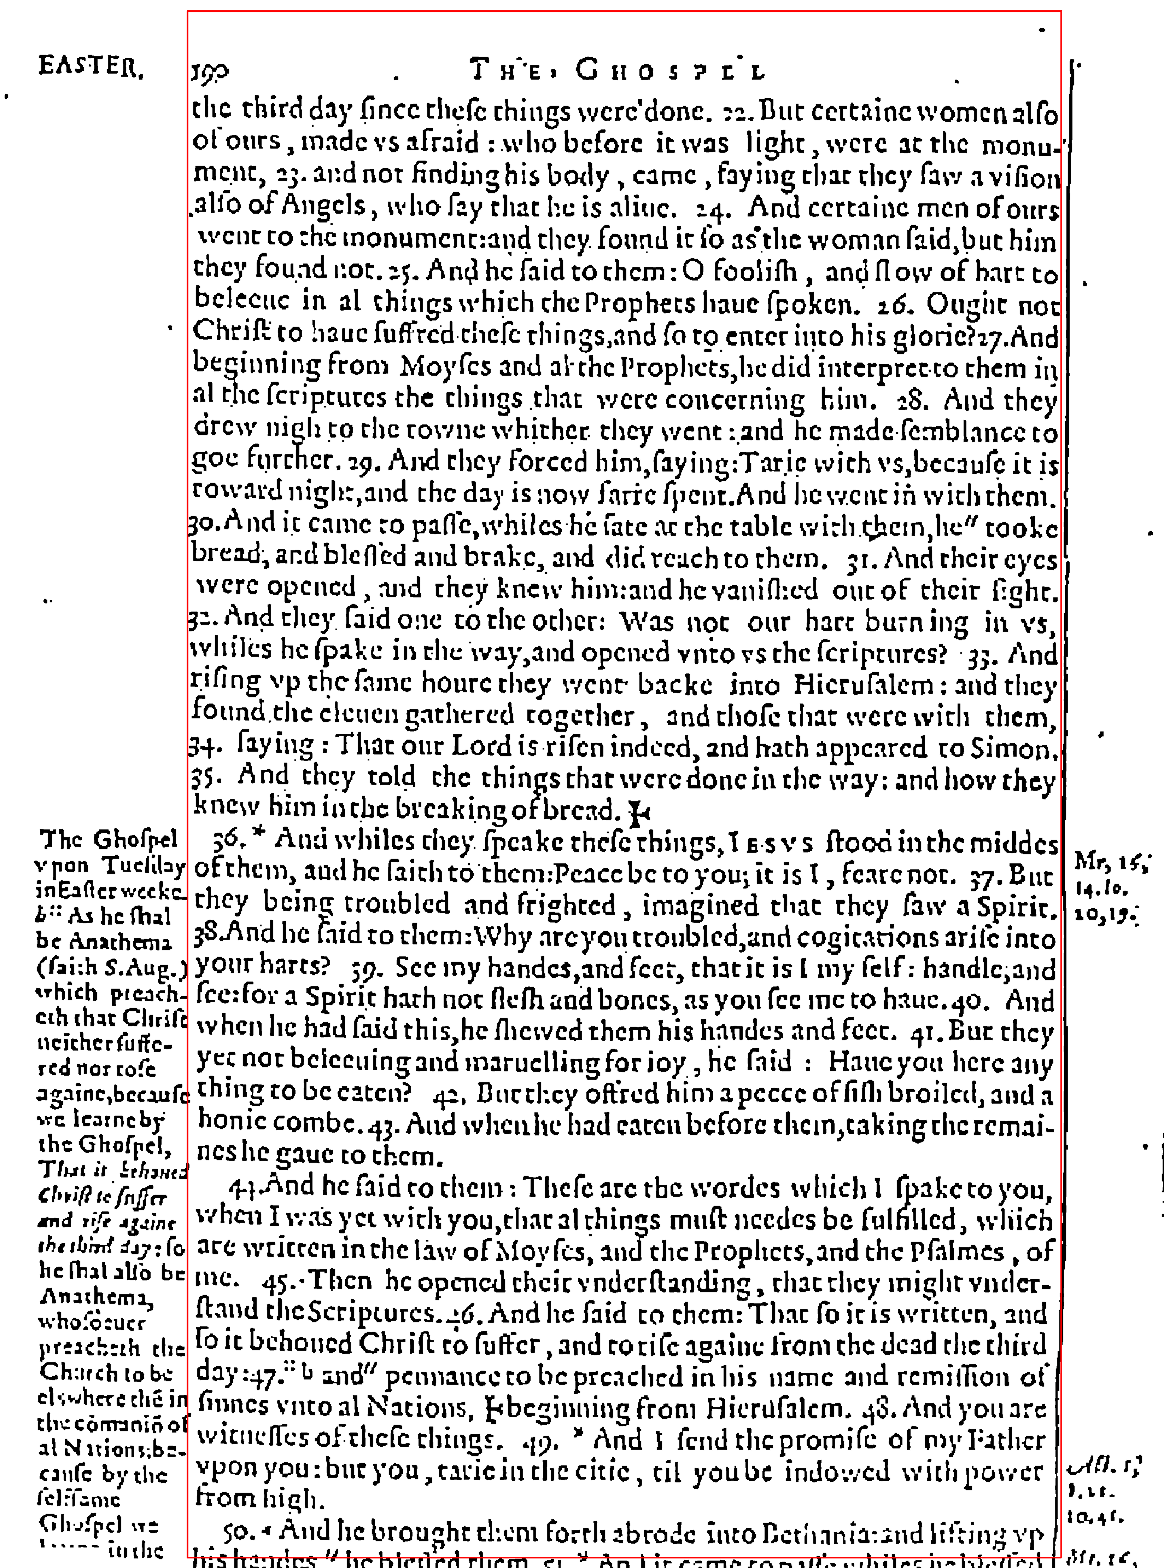 EASTER.
190
THE GHOSPEL
the third day ſince theſe things were done. 22. But certaine women alſo
of ours, made vs afraid: who before it was light, were at the monu-
ment, 23. and not finding his body, came, ſaying that they ſaw a viſion
alſo of Angels, who ſay that he is aliue. 24. And certaine men of ours
went to the monument: and they found it ſo as the woman ſaid, but him
they found not. 25. And he ſaid to them: O fooliſh, and ſlow of hart to
beleeue in al things which the Prophets haue ſpoken. 26. Ought not
Chriſt to haue ſuffred theſe things, and ſo to enter into his glorie? 27. And
beginning from Moyſes and al the Prophets, he did interpret to them in
al the ſcriptures the things that were concerning him. 28. And they
drew nigh to the towne whither they went: and he made ſemblance to
goe further. 29. And they forced him, ſaying: Tarie with vs, becauſe it is
toward night, and the day is now farre ſpent. And he went in with them.
30. And it came to paſſe, whiles he ſate at the table with them, he" tooke
bread, and bleſſed and brake, and did reach to them. 31. And their eyes
were opened, and they knew him: and he vaniſhed out of their ſight.
32. And they ſaid one to the other: Was not our hart burning in vs,
whiles he ſpake in the way, and opened vnto vs the ſcriptures? 33. And
riſing vp the ſame houre they went backe into Hieruſalem: and they
found the eleuen gathered together, and thoſe that were with them,
34. ſaying: That our Lord is riſen indeed, and hath appeared to Simon.
35. And they told the things that were done in the way: and how they
knew him in the breaking of bread. ✠
36. * And whiles they ſpeake theſe things, IESVS ſtood in the middes
of them, and he ſaith to them: Peace be to you; it is I, feare not. 37. But
they being troubled and frighted, imagined that they ſaw a Spirit.
38. And he ſaid to them: Why are you troubled, and cogitations ariſe into
your harts? 39. See my handes, and feet, that it is I my ſelf: handle, and
ſee: for a Spirit hath not fleſh and bones, as you ſee me to haue. 40. And
when he had ſaid this, he ſhewed them his handes and feet. 41. But they
yet not beleeuing and maruelling for ioy, he ſaid: Haue you here any
thing to be eaten? 42. But they offred him a peece of fiſh broiled, and a
honie combe. 43. And when he had eaten before them, taking the remai-
nes he gaue to them.
44. And he ſaid to them: Theſe are the wordes which I ſpake to you,
when I was yet with you, that al things muſt needes be fulfilled, which
are written in the law of Moyſes, and the Prophets, and the Pſalmes, of
me. 45. Then he opened their vnderſtanding, that they might vnder-
ſtand the Scriptures. 46. And he ſaid to them: That ſo it is written, and
ſo it behoued Chriſt to ſuffer, and to riſe againe from the dead the third
day: 47. :: b and" pennance to be preached in his name and remiſſion of
ſinnes vnto al Nations, ✠ beginning from Hieruſalem. 48. And you are
witneſſes of theſe things. 49. * And I ſend the promiſe of my Father
vpon you: but you, tarie in the citie, til you be indowed with power
from high.
50. And he brought them forth abrode into Bethania: and lifting vp
his handes " he bleſſed them. 51. * And it came to paſſe whiles he bleſſed
The Ghoſpel
vpon Tueſday
in Eaſter weeke
b :: As he ſhal
be Anathema
(ſaith S. Aug.)
which preach-
eth that Chriſt
neither ſuffe-
red nor roſe
againe, becauſe
we learne by
the Ghoſpel,
That it behoued
Chriſt to ſuffer
and riſe againe
the third day: ſo
he ſhal alſo be
Anathema,
whoſoeuer
preacheth the
Church to be
elswhere thē in
the cōmuniō of
al Nations: be-
cauſe by the
ſelfſame
Ghoſpel we
in the
Mr, 16,
14. Io.
20, 19.
Act. 1,
10. 41.